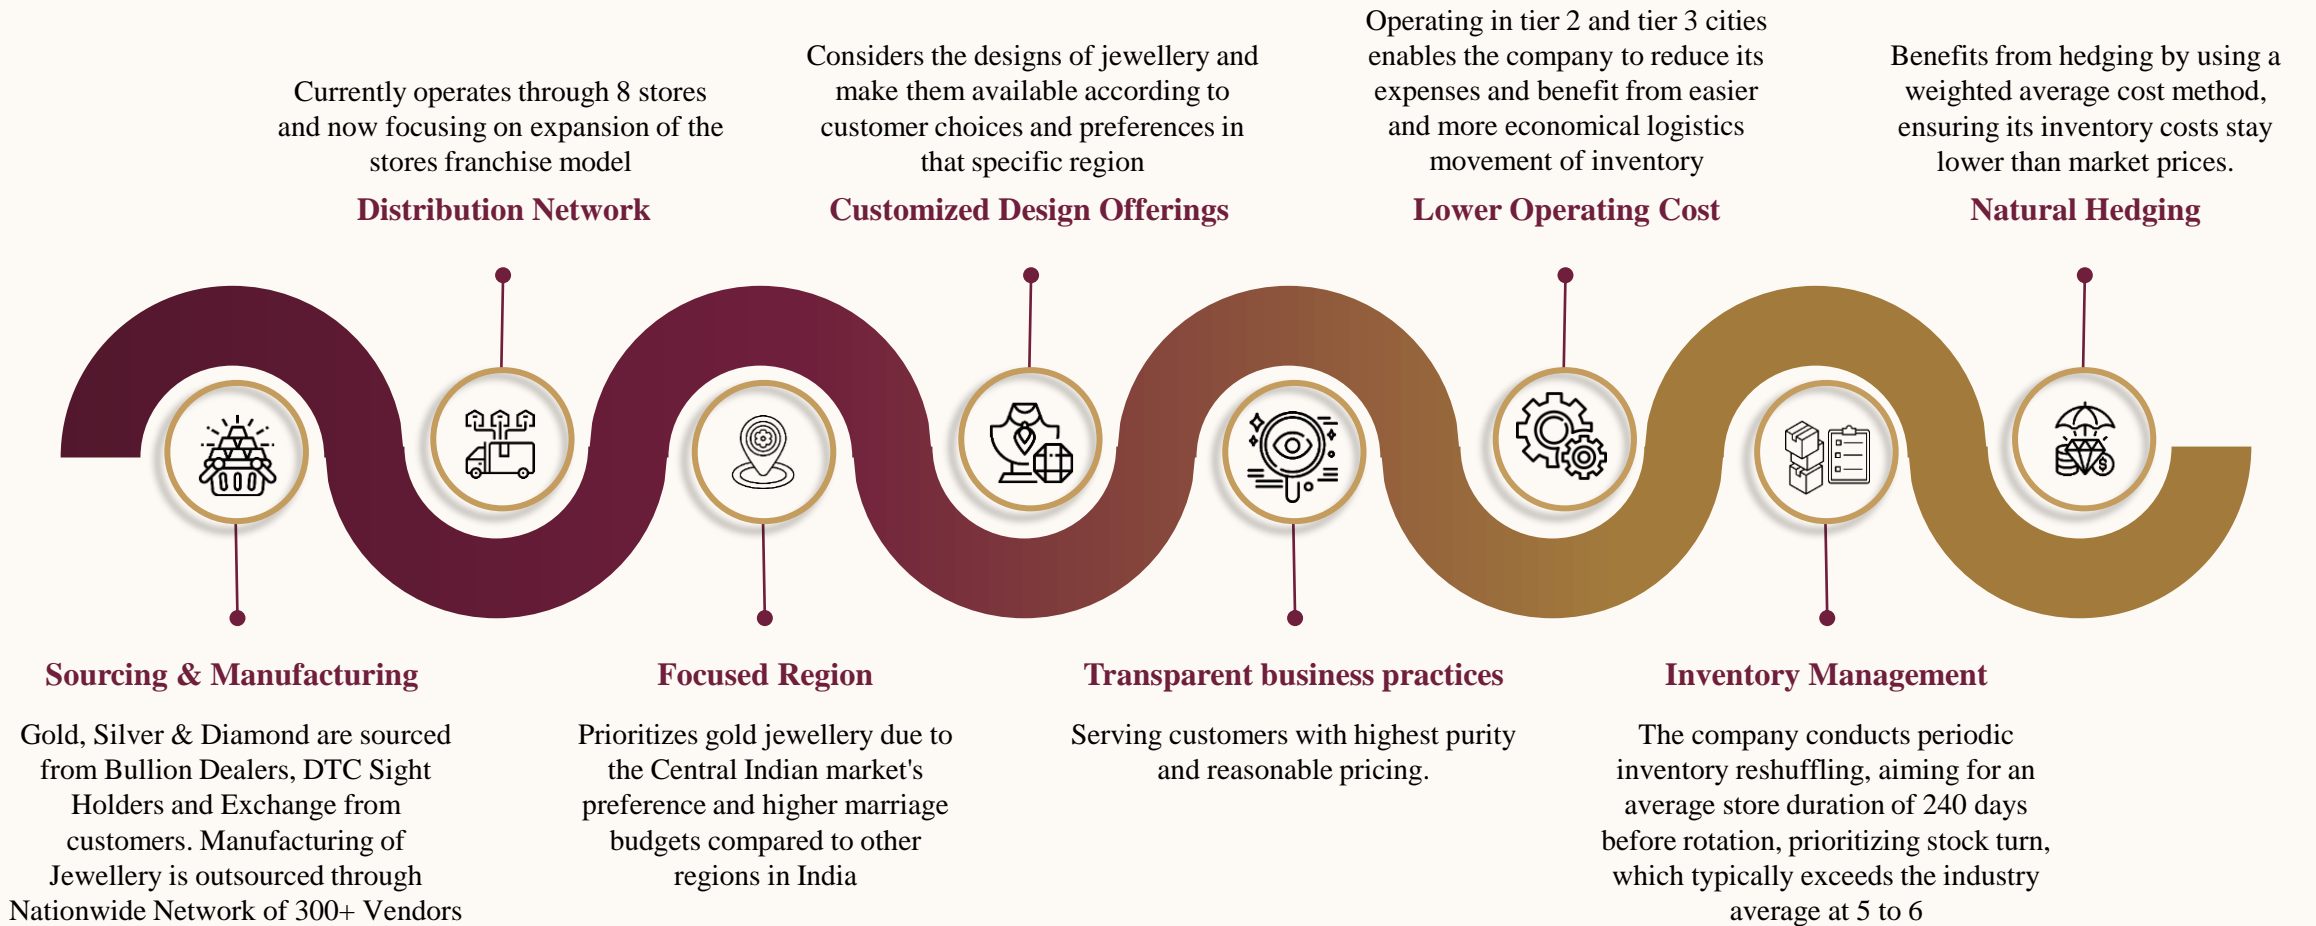 Currently operates through 8 stores
and now focusing on expansion of the
stores franchise model
Distribution Network
Considers the designs of jewellery and
make them available according to
customer choices and preferences in
that specific region
Customized Design Offerings
Operating in tier 2 and tier 3 cities
enables the company to reduce its
expenses and benefit from easier
and more economical logistics
movement of inventory
Lower Operating Cost
Benefits from hedging by using a
weighted average cost method,
ensuring its inventory costs stay
lower than market prices.
Natural Hedging
Sourcing & Manufacturing
Gold, Silver & Diamond are sourced
from Bullion Dealers, DTC Sight
Holders and Exchange from
customers. Manufacturing of
Jewellery is outsourced through
Nationwide Network of 300+ Vendors
Focused Region
Prioritizes gold jewellery due to
the Central Indian market's
preference and higher marriage
budgets compared to other
regions in India
Transparent business practices
Serving customers with highest purity
and reasonable pricing.
Inventory Management
The company conducts periodic
inventory reshuffling, aiming for an
average store duration of 240 days
before rotation, prioritizing stock turn,
which typically exceeds the industry
average at 5 to 6